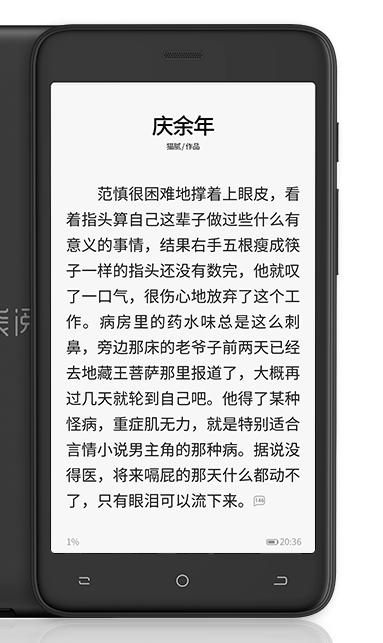 庆余年
猫腻/作品
范慎很困难地撑着上眼皮，看
着指头算自己这辈子做过些什么有
意义的事情，结果右手五根瘦成筷
子一样的指头还没有数完，他就叹
了一口气，很伤心地放弃了这个工
作。病房里的药水味总是这么刺
鼻，旁边那床的老爷子前两天已经
去地藏王菩萨那里报道了，大概再
过几天就轮到自己吧。他得了某种
怪病，重症肌无力，就是特别适合
言情小说男主角的那种病。据说没
得医，将来嗝屁的那天什么都动不
了，只有眼泪可以流下来。146
1%
20:36